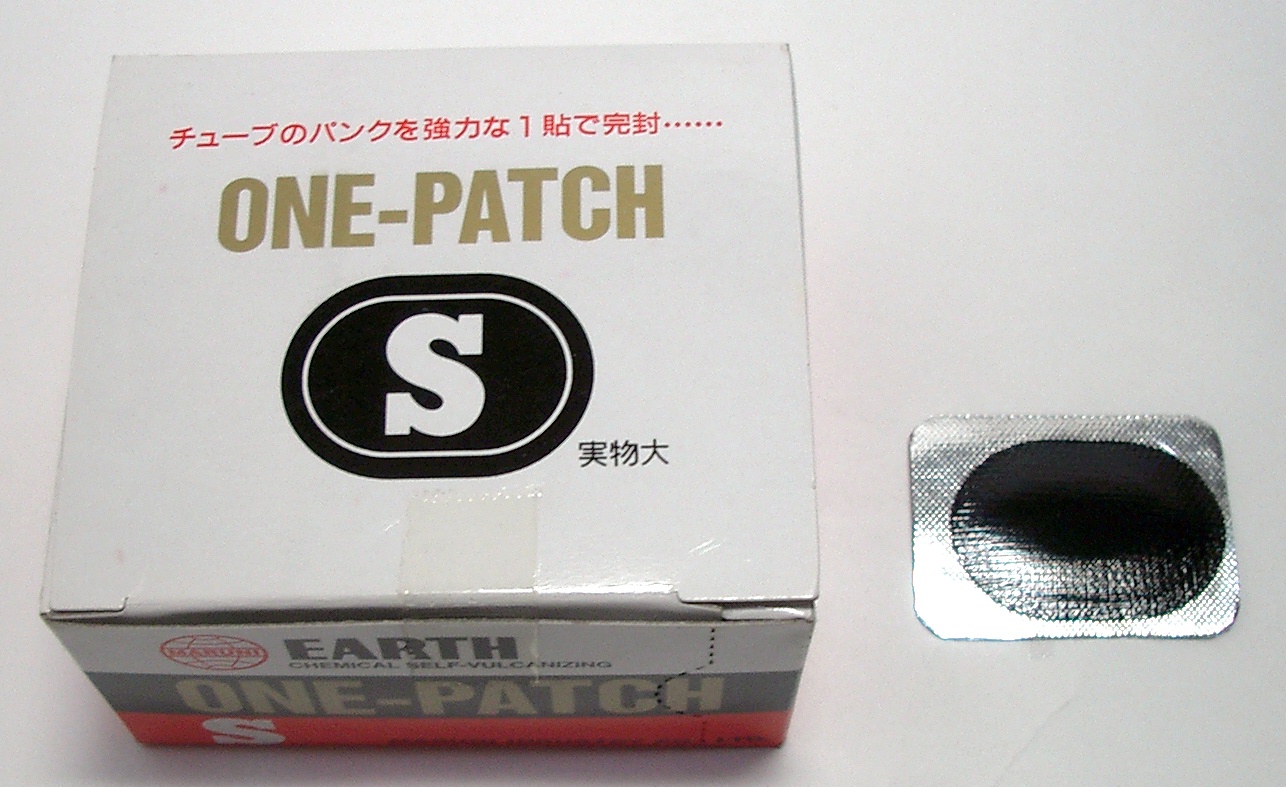 チューブのパンクを強力な1貼で完封……
ONE-PATCH
S
実物大
MARUNI
EARTH
CHEMICAL SELF-VULCANIZING
ONE-PATCH
S